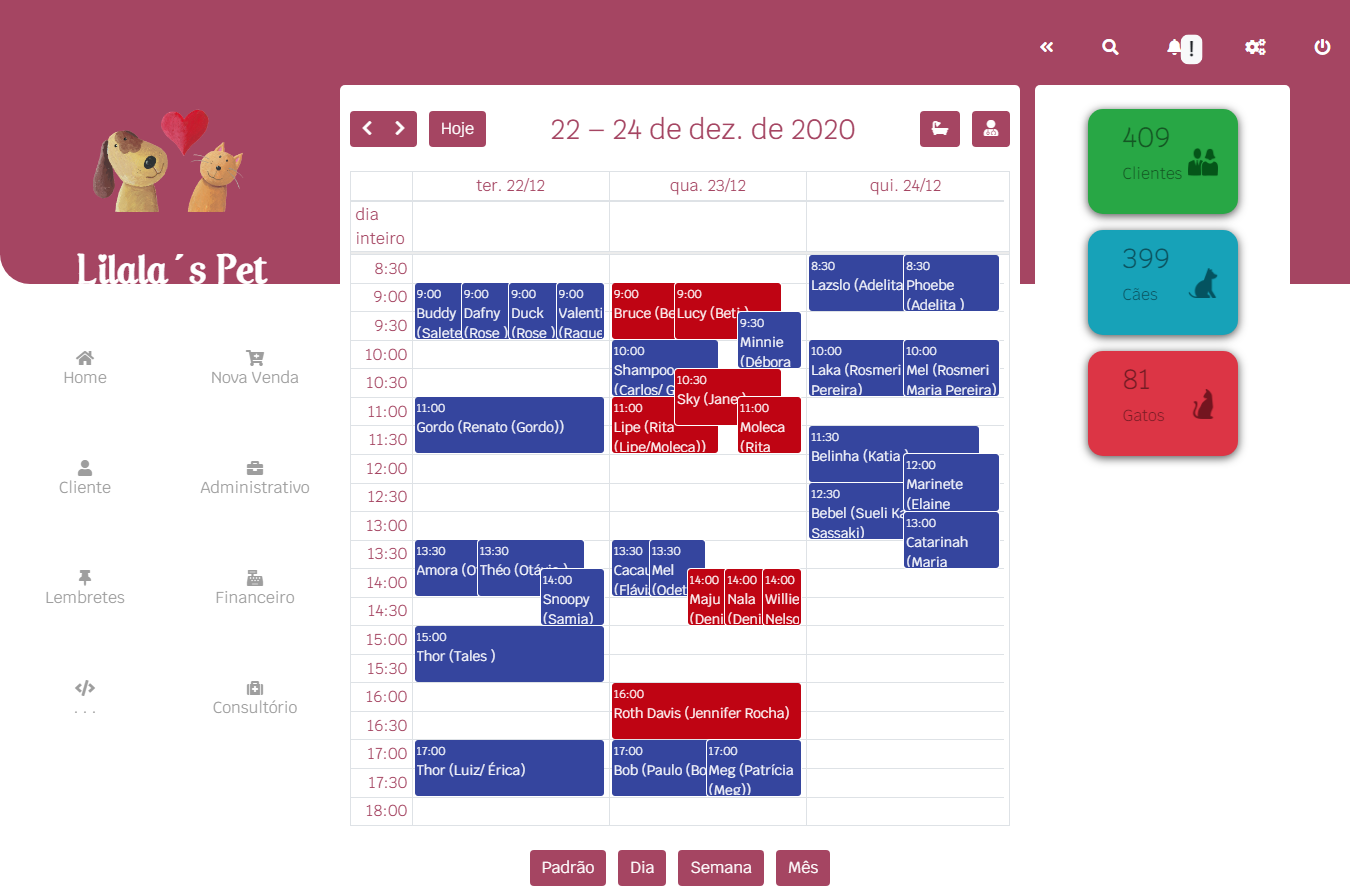 !
Lilala´s Pet
Home
Nova Venda
Cliente
Administrativo
Lembretes
Financeiro
. . .
Consultório
Hoje
22 – 24 de dez. de 2020
ter. 22/12
qua. 23/12
qui. 24/12
dia
inteiro
8:30
9:00
9:30
10:00
10:30
11:00
11:30
12:00
12:30
13:00
13:30
14:00
14:30
15:00
15:30
16:00
16:30
17:00
17:30
18:00
9:00
Buddy
(Salete
9:00
Dafny
(Rose )
9:00
Duck
(Rose )
9:00
Valenti
(Raque
11:00
Gordo (Renato (Gordo))
13:30
Amora (O
13:30
Théo (Otávio )
14:00
Snoopy
(Samia)
15:00
Thor (Tales )
17:00
Thor (Luiz/ Érica)
9:00
Bruce (Be
9:00
Lucy (Beti )
9:30
Minnie
(Débora
10:00
Shampoo
(Carlos/ G
10:30
Sky (Jane
11:00
Lipe (Rita
(Lipe/Moleca))
11:00
Moleca
(Rita
13:30
Cacau
(Flávi
13:30
Mel
(Odet
14:00
Maju
(Deni
14:00
Nala
(Deni
14:00
Willie
Nelso
16:00
Roth Davis (Jennifer Rocha)
17:00
Bob (Paulo (Bo
17:00
Meg (Patrícia
(Meg))
8:30
Lazslo (Adelita
8:30
Phoebe
(Adelita )
10:00
Laka (Rosmeri
Pereira)
10:00
Mel (Rosmeri
Maria Pereira)
11:30
Belinha (Katia )
12:00
Marinete
(Elaine
12:30
Bebel (Sueli Ka
Sassaki)
13:00
Catarinah
(Maria
Padrão
Dia
Semana
Mês
409
Clientes
399
Cães
81
Gatos